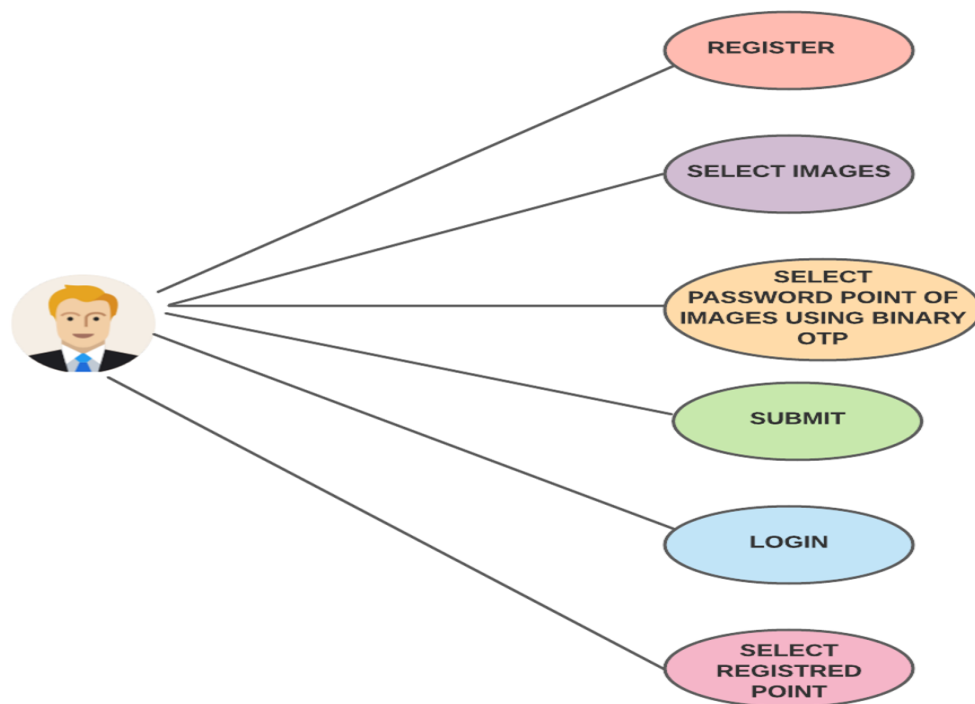 REGISTER
SELECT IMAGES
SELECT
PASSWORD POINT OF
IMAGES USING BINARY
OTP
SUBMIT
LOGIN
SELECT
REGISTRED
POINT